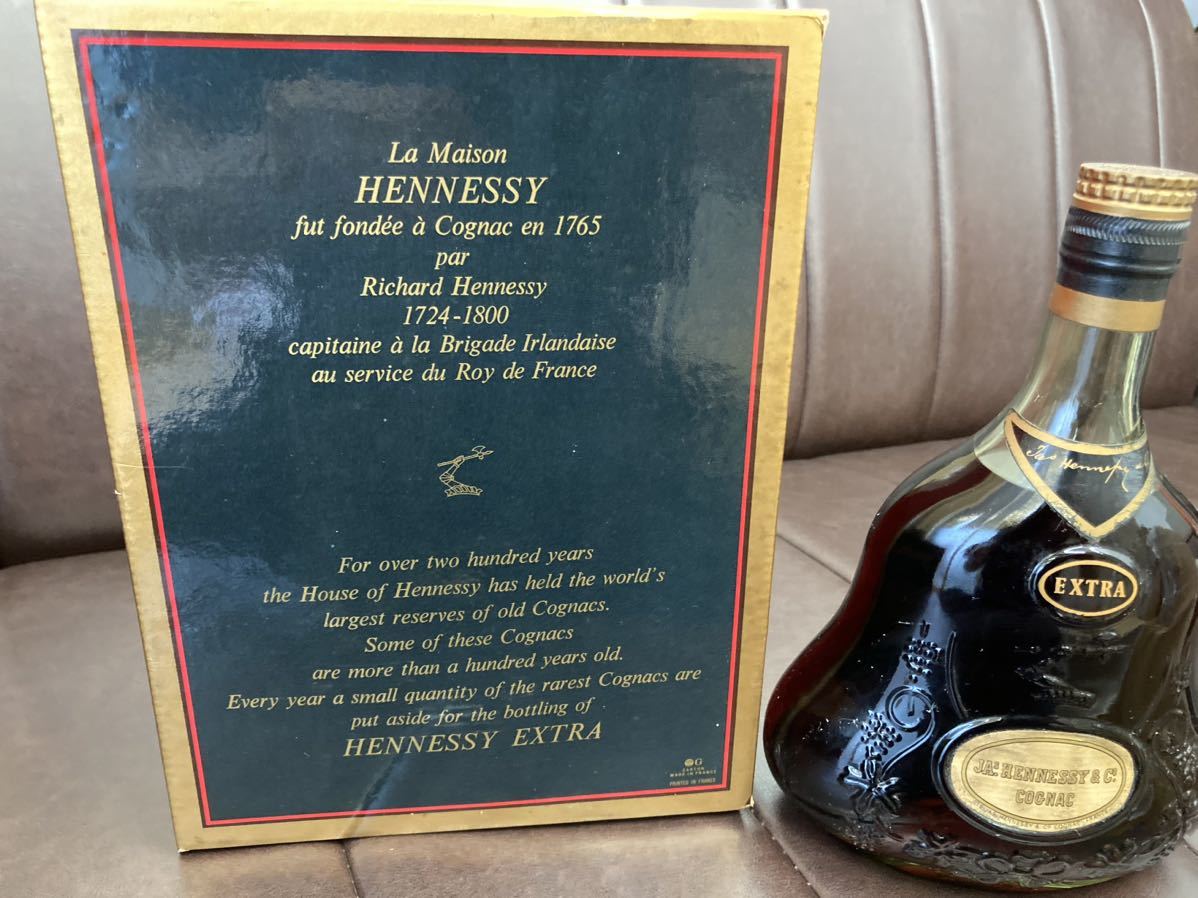 La Maison
HENNESSY
fut fondée à Cognac en 1765
par
Richard Hennessy
1724-1800
capitaine à la Brigade Irlandaise
au service du Roy de France
For over two hundred years
the House of Hennessy has held the world's
largest reserves of old Cognacs.
Some of these Cognacs
are more than a hundred years old.
Every year a small quantity of the rarest Cognacs are
put aside for the bottling of
HENNESSY EXTRA
G
CARTON
MADE IN FRANCE
PRINTED IN FRANCE
Jas Hennessy
EXTRA
JAS HENNESSY & Co
COGNAC